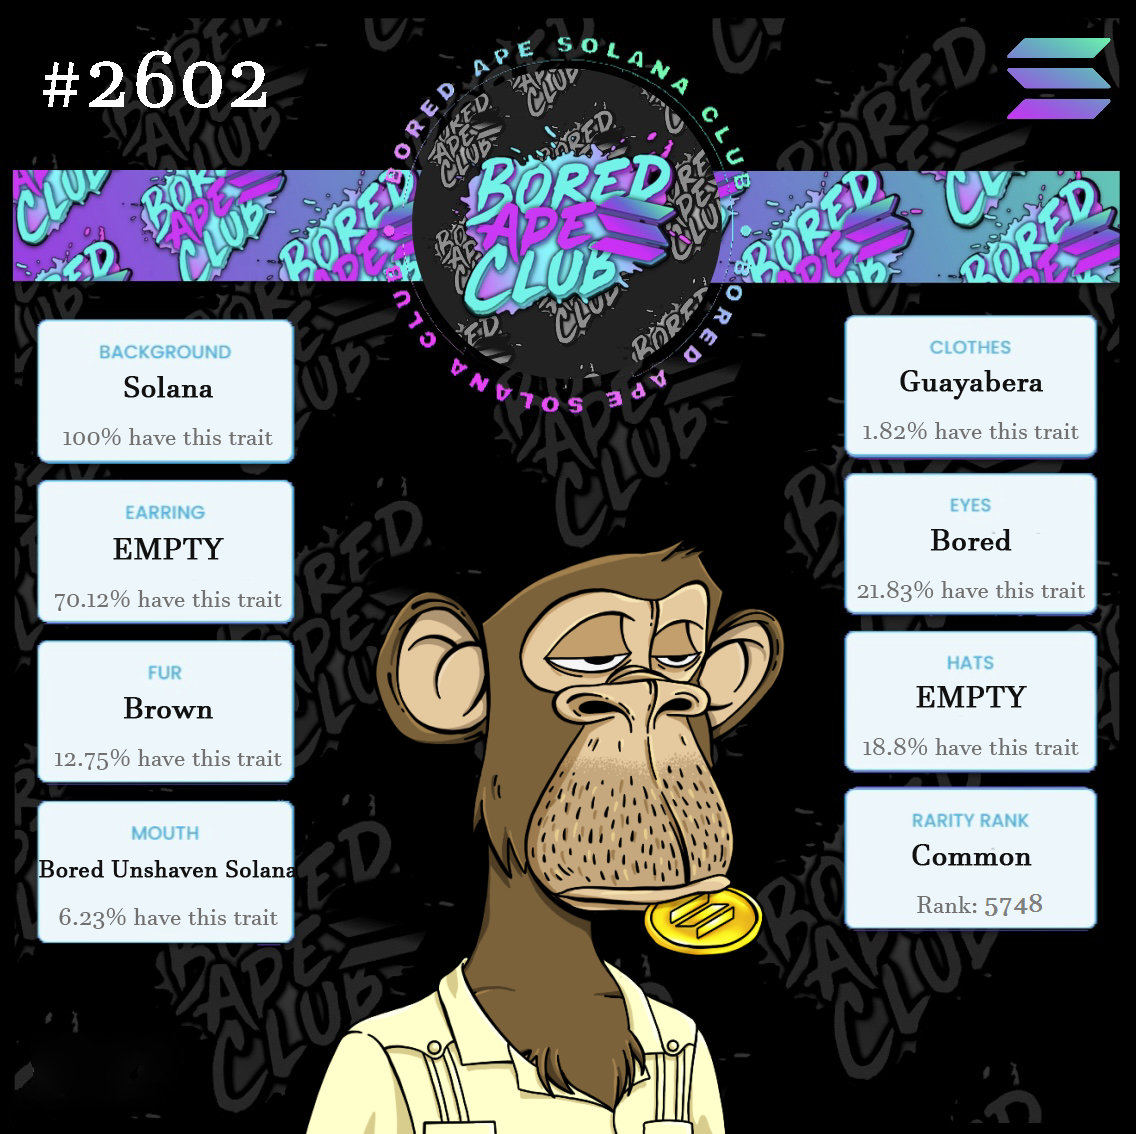 #2602
BORED APE SOLANA CLUB
BORED APE SOLANA CLUB
BORED
APE
CLUB
BACKGROUND
Solana
100% have this trait
EARRING
EMPTY
70.12% have this trait
FUR
Brown
12.75% have this trait
MOUTH
Bored Unshaven Solana
6.23% have this trait
CLOTHES
Guayabera
1.82% have this trait
EYES
Bored
21.83% have this trait
HATS
EMPTY
18.8% have this trait
RARITY RANK
Common
Rank: 5748